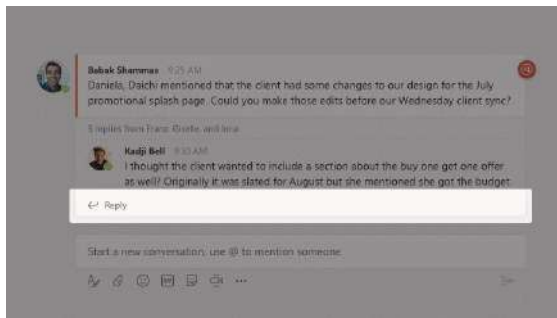 Babak Shammas 9:25 AM
Daniela, Daichi mentioned that the client had some changes to our design for the July
promotional splash page. Could you make those edits before our Wednesday client sync?
5 replies from Franz, Giselle, and
Kadji Bell 9:30 AM
I thought the client wanted to include a section about the buy one get one offer
as well? Originally it was slated for August but she mentioned she got the budget
Reply
Start a new conversation, use @ to mention someone